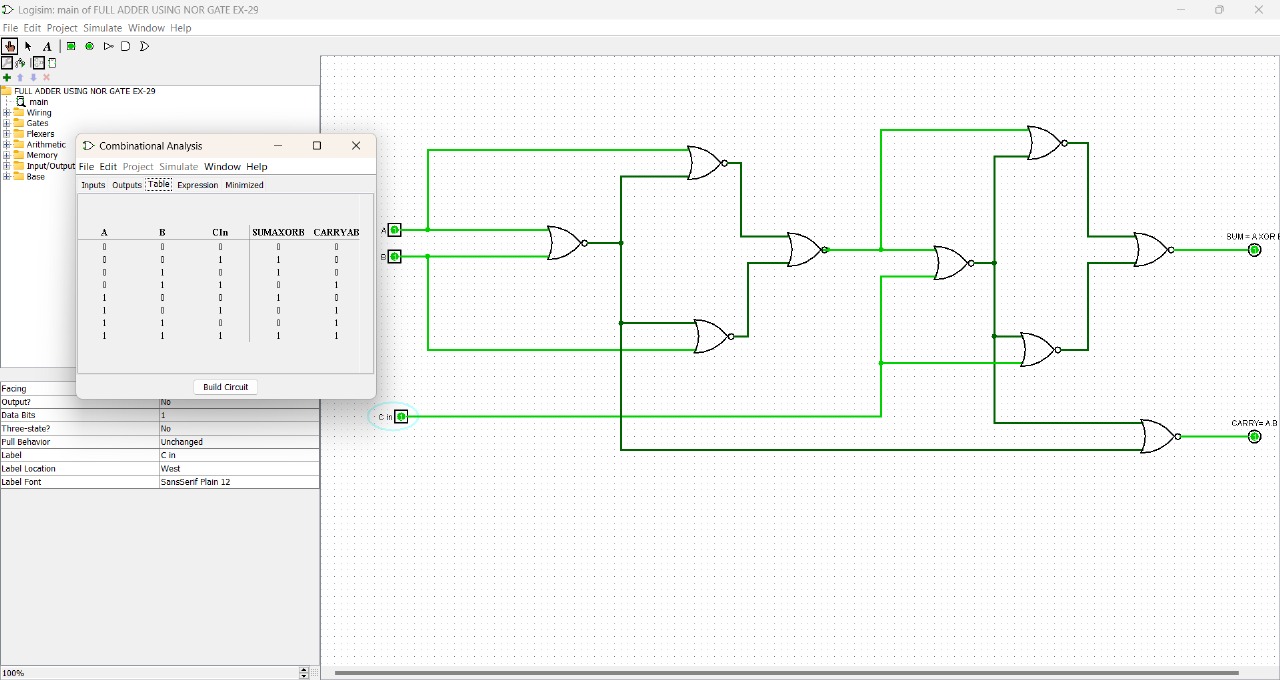 Logisim: main of FULL ADDER USING NOR GATE EX-29
File Edit Project Simulate Window Help
A
FULL ADDER USING NOR GATE EX-29
main
Wiring
Gates
Plexers
Arithmetic
Memory
Input/Output
Base
Combinational Analysis
File Edit Project Simulate Window Help
Inputs Outputs Table Expression Minimized
A B CIn SUMAXORB CARRYAB
0 0 0 0 0
0 0 1 1 0
0 1 0 0 0
0 1 1 0 1
1 0 0 1 0
1 0 1 0 1
1 1 0 0 1
1 1 1 1 1
Build Circuit
Facing
Output? No
Data Bits 1
Three-state? No
Pull Behavior Unchanged
Label C in
Label Location West
Label Font SansSerif Plain 12
100%
A 1
B 1
C in 1
SUM = A XOR
1
CARRY= A.B
1